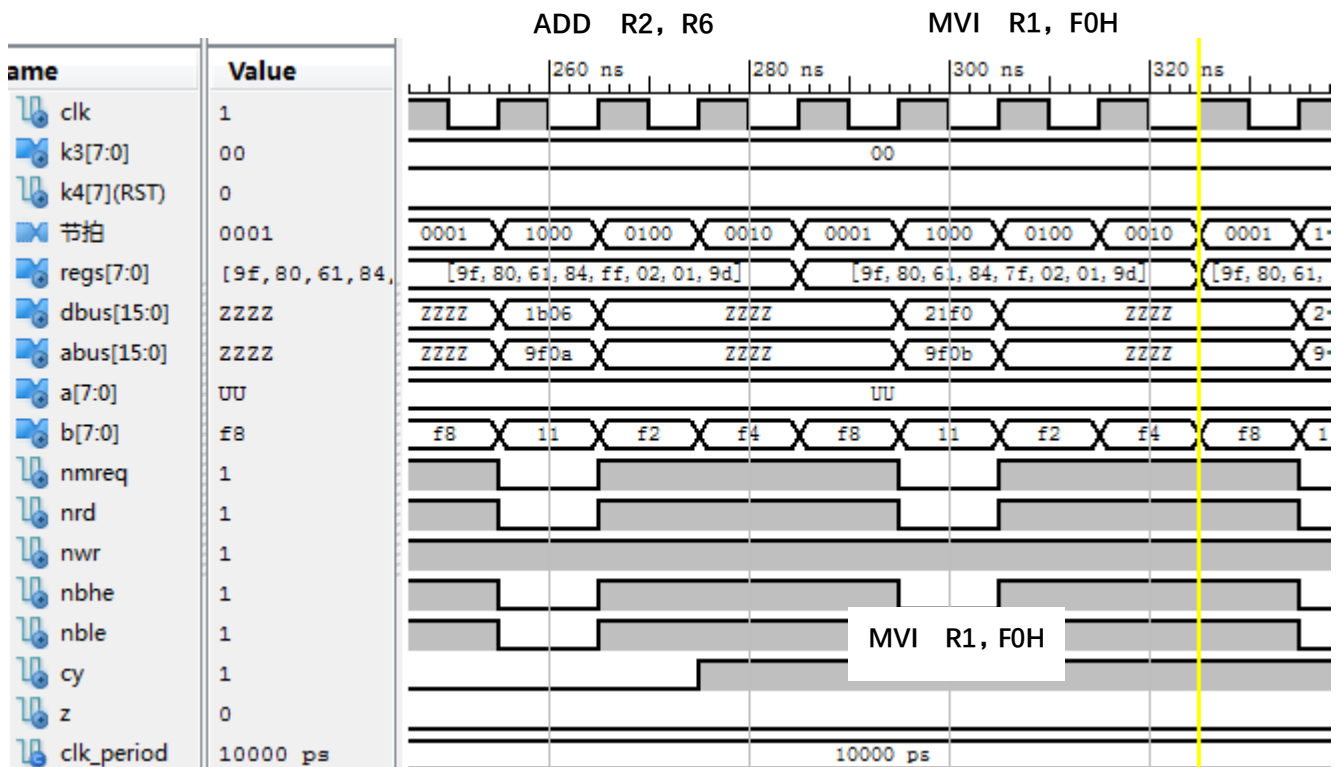 ADD R2，R6 MVI R1，F0H
ame Value 260 ns 280 ns 300 ns 320 ns
clk 1
k3[7:0] 00 00
k4[7](RST) 0
节拍 0001 0001 1000 0100 0010 0001 1000 0100 0010 0001 1
regs[7:0] [9f,80,61,84, [9f,80,61,84,ff,02,01,9d] [9f,80,61,84,7f,02,01,9d] [9f,80,61,
dbus[15:0] ZZZZ ZZZZ 1b06 ZZZZ 21f0 ZZZZ 2
abus[15:0] ZZZZ ZZZZ 9f0a ZZZZ 9f0b ZZZZ 9
a[7:0] UU UU
b[7:0] f8 f8 11 f2 f4 f8 11 f2 f4 f8 1
nmreq 1
nrd 1
nwr 1
nbhe 1
nble 1 MVI R1，F0H
cy 1
z 0
clk_period 10000 ps 10000 ps